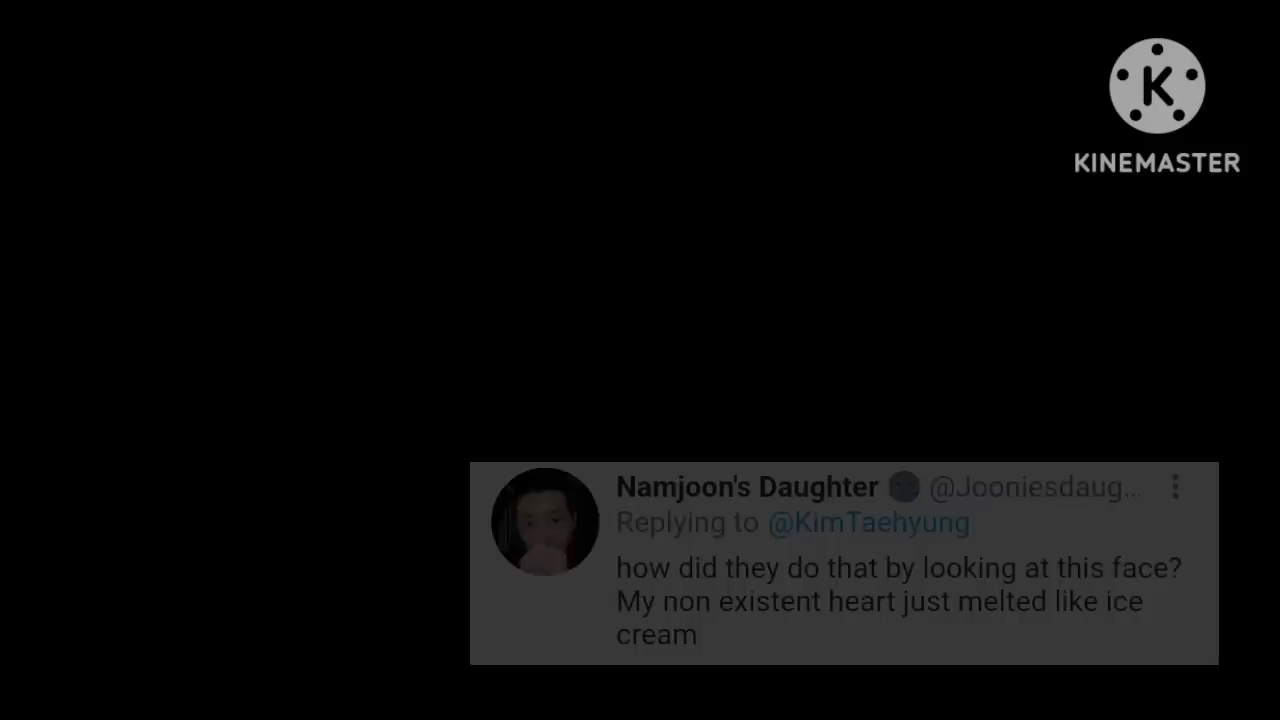 KINEMASTER
Namjoon's Daughter @Jooniesdaug...
Replying to @KimTaehyung
how did they do that by looking at this face?
My non existent heart just melted like ice
cream